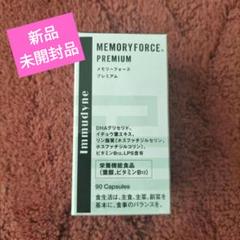 新品
未開封品
MEMORYFORCE®
PREMIUM
メモリーフォース
プレミアム
Immudyne
DHAグリセリド、
イチョウ葉エキス、
リン脂質(ホスファチジルセリン、
ホスファチジルコリン)、
ビタミンB12、LPS含有
栄養機能食品
(葉酸、ビタミンB12)
90 Capsules
食生活は、主食、主菜、副菜を
基本に、食事のバランスを。